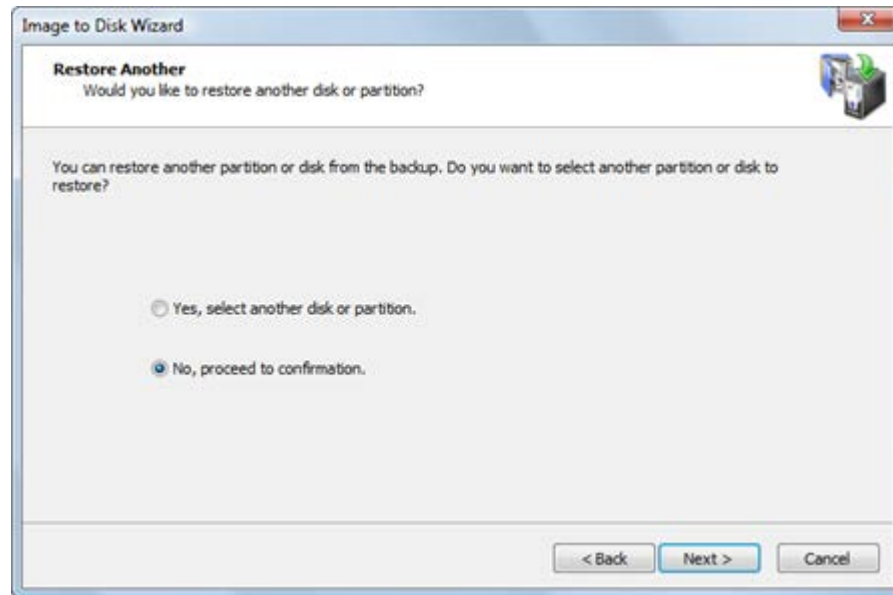 Image to Disk Wizard
Restore Another
Would you like to restore another disk or partition?
You can restore another partition or disk from the backup. Do you want to select another partition or disk to
restore?
Yes, select another disk or partition.
No, proceed to confirmation.
< Back Next > Cancel